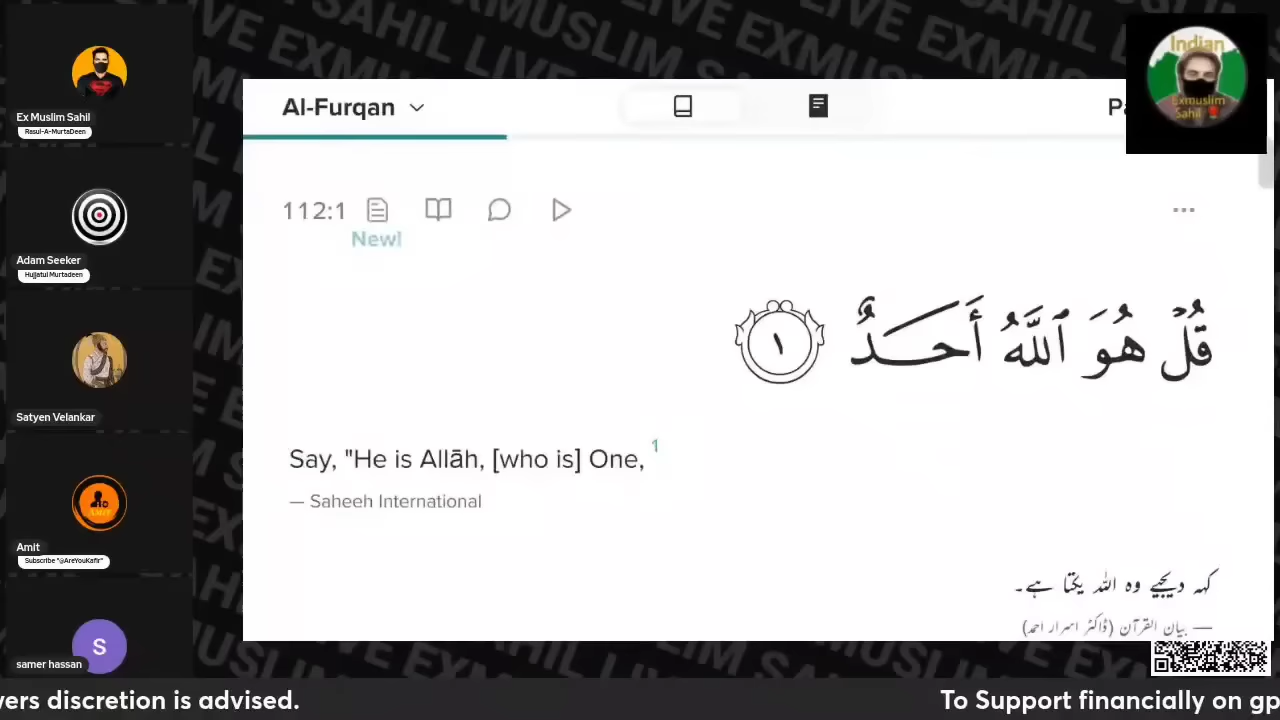 Ex Muslim Sahil
Rasul-A-MurtaDeen
Adam Seeker
Hujjatul Murtadeen
Satyen Velankar
Amit
AMIT
Subscribe "@AreYouKafir"
S
samer hassan
Al-Furqan
Indian
Exmuslim
Sahil
112:1
New!
قُلْ هُوَ ٱللَّهُ أَحَدٌ ١
Say, "He is Allāh, [who is] One, 1
— Saheeh International
کہہ دیجیے وہ اللہ یکتا ہے۔
— بیان القرآن (ڈاکٹر اسرار احمد)
vers discretion is advised.
To Support financially on gp